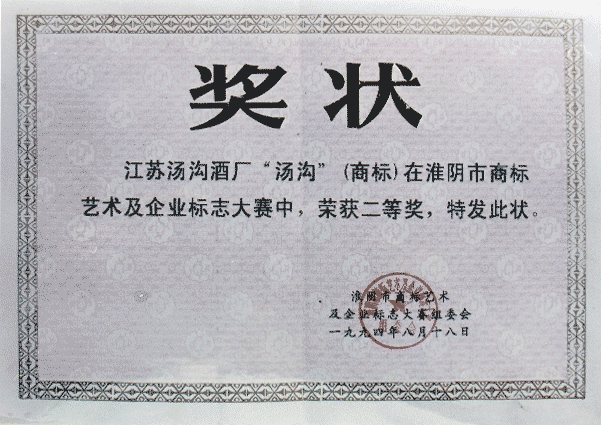 奖状
江苏汤沟酒厂“汤沟”(商标)在淮阴市商标
艺术及企业标志大赛中，荣获二等奖，特发此状。
淮阴市商标艺术
及企业标志大赛组委会
一九九四年八月十八日